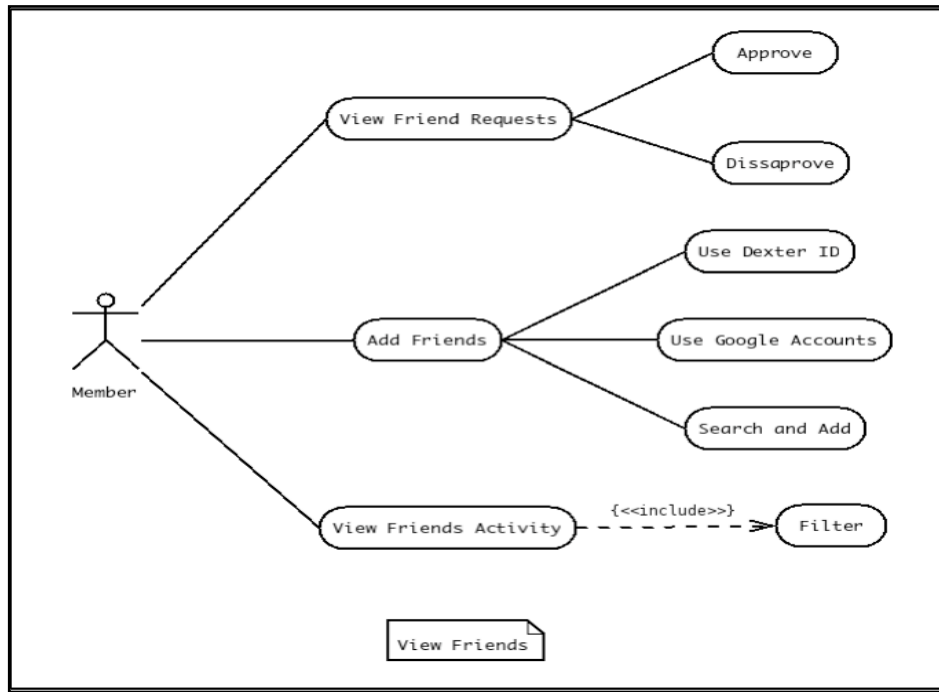 Approve
View Friend Requests
Dissaprove
Use Dexter ID
Add Friends
Use Google Accounts
Member
Search and Add
{<<include>>}
View Friends Activity
Filter
View Friends